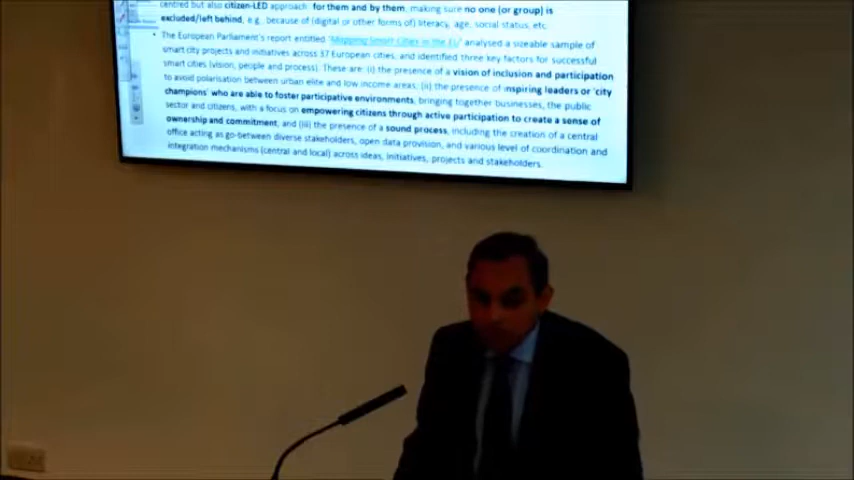 centred but also citizen-LED approach: for them and by them, making sure no one (or group) is
excluded/left behind, e.g. because of (digital or other forms of) literacy, age, social status, etc.
• The European Parliament's report entitled 'Mapping Smart Cities in the EU' analysed a sizeable sample of
smart city projects and initiatives across 37 European cities, and identified three key factors for successful
smart cities (vision, people and process). These are: (i) the presence of a vision of inclusion and participation
to avoid polarisation between urban elite and low income areas; (ii) the presence of inspiring leaders or 'city
champions' who are able to foster participative environments, bringing together businesses, the public
sector and citizens, with a focus on empowering citizens through active participation to create a sense of
ownership and commitment, and (iii) the presence of a sound process, including the creation of a central
office acting as go-between diverse stakeholders, open data provision, and various level of coordination and
integration mechanisms (central and local) across ideas, initiatives, projects and stakeholders.